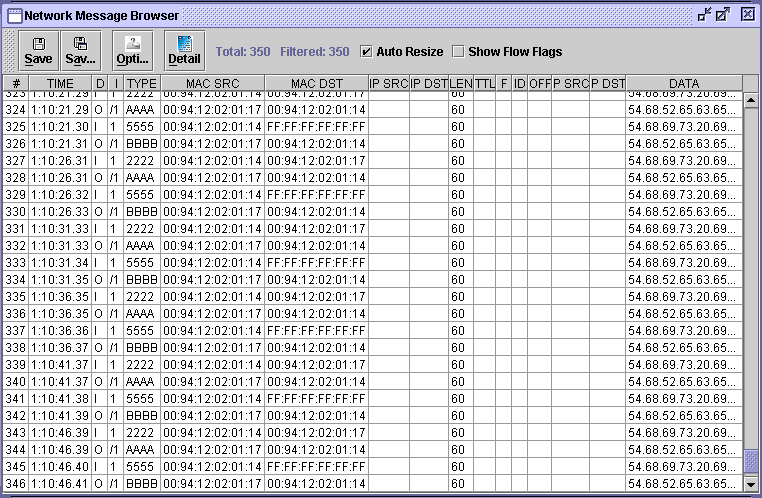 Network Message Browser
Save Sav... Opti... Detail Total: 350 Filtered: 350 Auto Resize Show Flow Flags
# TIME D I TYPE MAC SRC MAC DST IP SRC IP DST LEN TTL F ID OFF P SRC P DST DATA
323 1:10:21.29 I 1 2222 00:94:12:02:01:14 00:94:12:02:01:17 60 54.68.69.73.20.69...
324 1:10:21.29 O /1 AAAA 00:94:12:02:01:17 00:94:12:02:01:14 60 54.68.52.65.63.65...
325 1:10:21.30 I 1 5555 00:94:12:02:01:14 FF:FF:FF:FF:FF:FF 60 54.68.69.73.20.69...
326 1:10:21.31 O /1 BBBB 00:94:12:02:01:17 00:94:12:02:01:14 60 54.68.52.65.63.65...
327 1:10:26.31 I 1 2222 00:94:12:02:01:14 00:94:12:02:01:17 60 54.68.69.73.20.69...
328 1:10:26.31 O /1 AAAA 00:94:12:02:01:17 00:94:12:02:01:14 60 54.68.52.65.63.65...
329 1:10:26.32 I 1 5555 00:94:12:02:01:14 FF:FF:FF:FF:FF:FF 60 54.68.69.73.20.69...
330 1:10:26.33 O /1 BBBB 00:94:12:02:01:17 00:94:12:02:01:14 60 54.68.52.65.63.65...
331 1:10:31.33 I 1 2222 00:94:12:02:01:14 00:94:12:02:01:17 60 54.68.69.73.20.69...
332 1:10:31.33 O /1 AAAA 00:94:12:02:01:17 00:94:12:02:01:14 60 54.68.52.65.63.65...
333 1:10:31.34 I 1 5555 00:94:12:02:01:14 FF:FF:FF:FF:FF:FF 60 54.68.69.73.20.69...
334 1:10:31.35 O /1 BBBB 00:94:12:02:01:17 00:94:12:02:01:14 60 54.68.52.65.63.65...
335 1:10:36.35 I 1 2222 00:94:12:02:01:14 00:94:12:02:01:17 60 54.68.69.73.20.69...
336 1:10:36.35 O /1 AAAA 00:94:12:02:01:17 00:94:12:02:01:14 60 54.68.52.65.63.65...
337 1:10:36.36 I 1 5555 00:94:12:02:01:14 FF:FF:FF:FF:FF:FF 60 54.68.69.73.20.69...
338 1:10:36.37 O /1 BBBB 00:94:12:02:01:17 00:94:12:02:01:14 60 54.68.52.65.63.65...
339 1:10:41.37 I 1 2222 00:94:12:02:01:14 00:94:12:02:01:17 60 54.68.69.73.20.69...
340 1:10:41.37 O /1 AAAA 00:94:12:02:01:17 00:94:12:02:01:14 60 54.68.52.65.63.65...
341 1:10:41.38 I 1 5555 00:94:12:02:01:14 FF:FF:FF:FF:FF:FF 60 54.68.69.73.20.69...
342 1:10:41.39 O /1 BBBB 00:94:12:02:01:17 00:94:12:02:01:14 60 54.68.52.65.63.65...
343 1:10:46.39 I 1 2222 00:94:12:02:01:14 00:94:12:02:01:17 60 54.68.69.73.20.69...
344 1:10:46.39 O /1 AAAA 00:94:12:02:01:17 00:94:12:02:01:14 60 54.68.52.65.63.65...
345 1:10:46.40 I 1 5555 00:94:12:02:01:14 FF:FF:FF:FF:FF:FF 60 54.68.69.73.20.69...
346 1:10:46.41 O /1 BBBB 00:94:12:02:01:17 00:94:12:02:01:14 60 54.68.52.65.63.65...